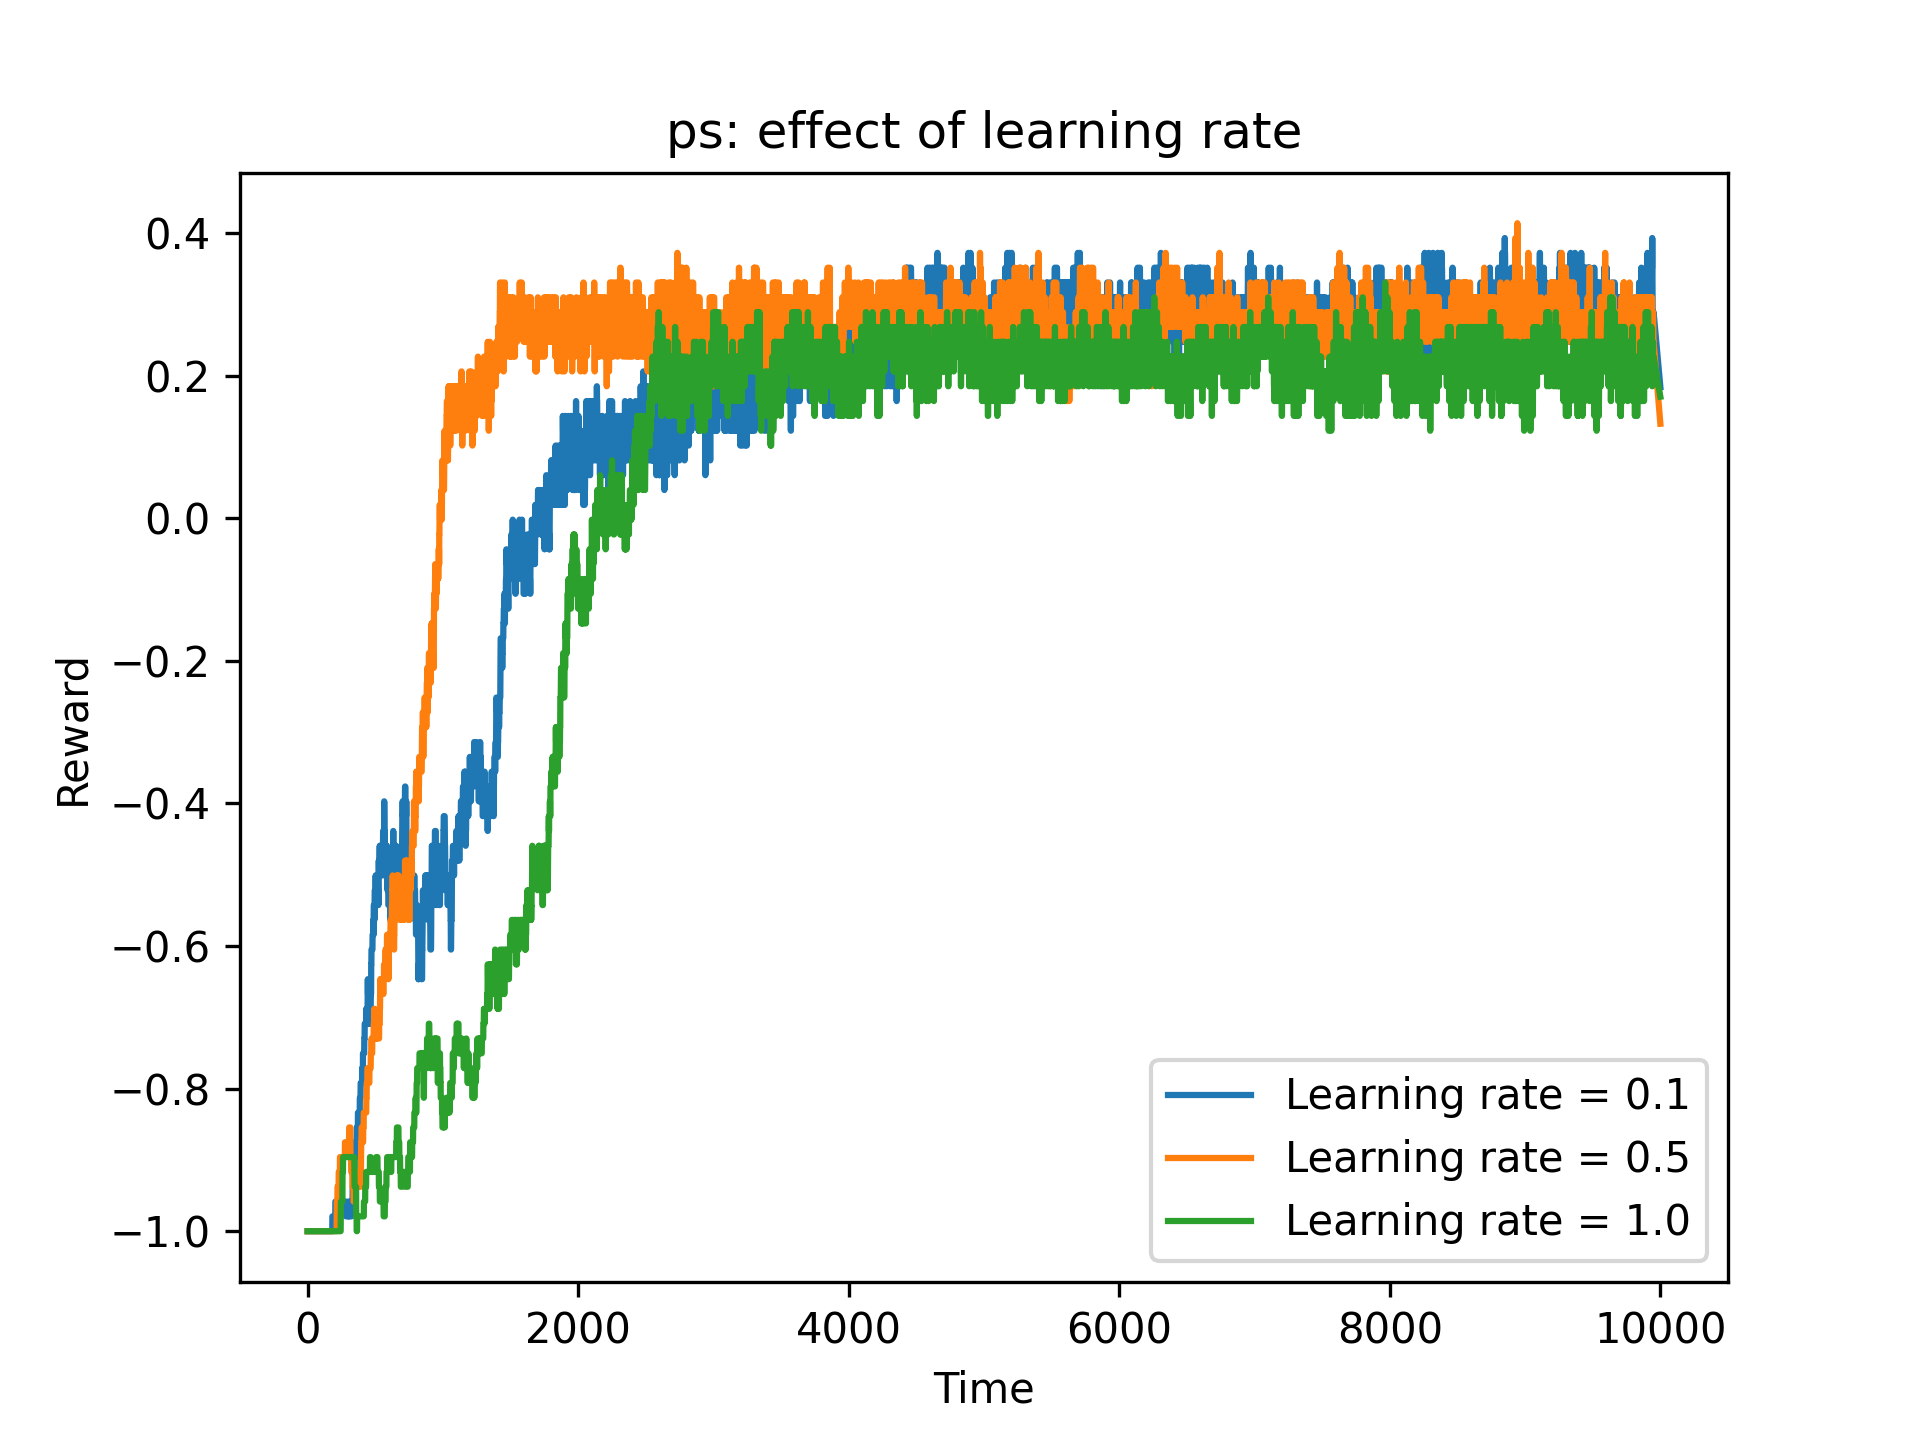 ps: effect of learning rate
0.4
0.2
0.0
−0.2
−0.4
−0.6
−0.8
−1.0
Reward
Learning rate = 0.1
Learning rate = 0.5
Learning rate = 1.0
0 2000 4000 6000 8000 10000
Time